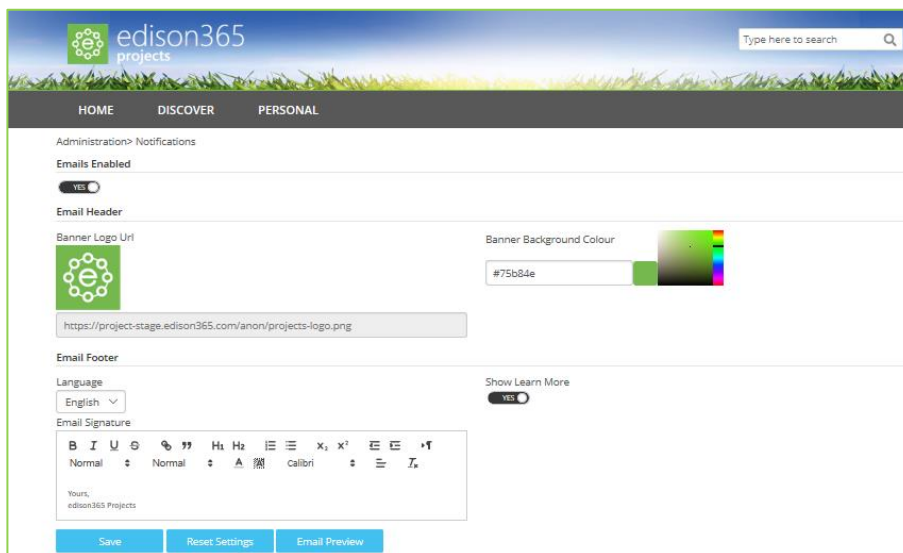 edison365
projects
Type here to search
HOME DISCOVER PERSONAL
Administration> Notifications
Emails Enabled
YES
Email Header
Banner Logo Url
Banner Background Colour
#75b84e
https://project-stage.edison365.com/anon/projects-logo.png
Email Footer
Language
Show Learn More
English
YES
Email Signature
B I U S H1 H2 X2 X2
Normal Normal A Calibri
Yours,
edison365 Projects
Save Reset Settings Email Preview